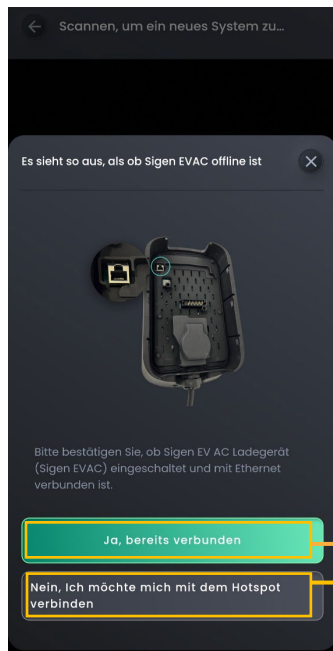 Scannen, um ein neues System zu...
Es sieht so aus, als ob Sigen EVAC offline ist
Bitte bestätigen Sie, ob Sigen EV AC Ladegerät
(Sigen EVAC) eingeschaltet und mit Ethernet
verbunden ist.
Ja, bereits verbunden
Nein, Ich möchte mich mit dem Hotspot
verbinden